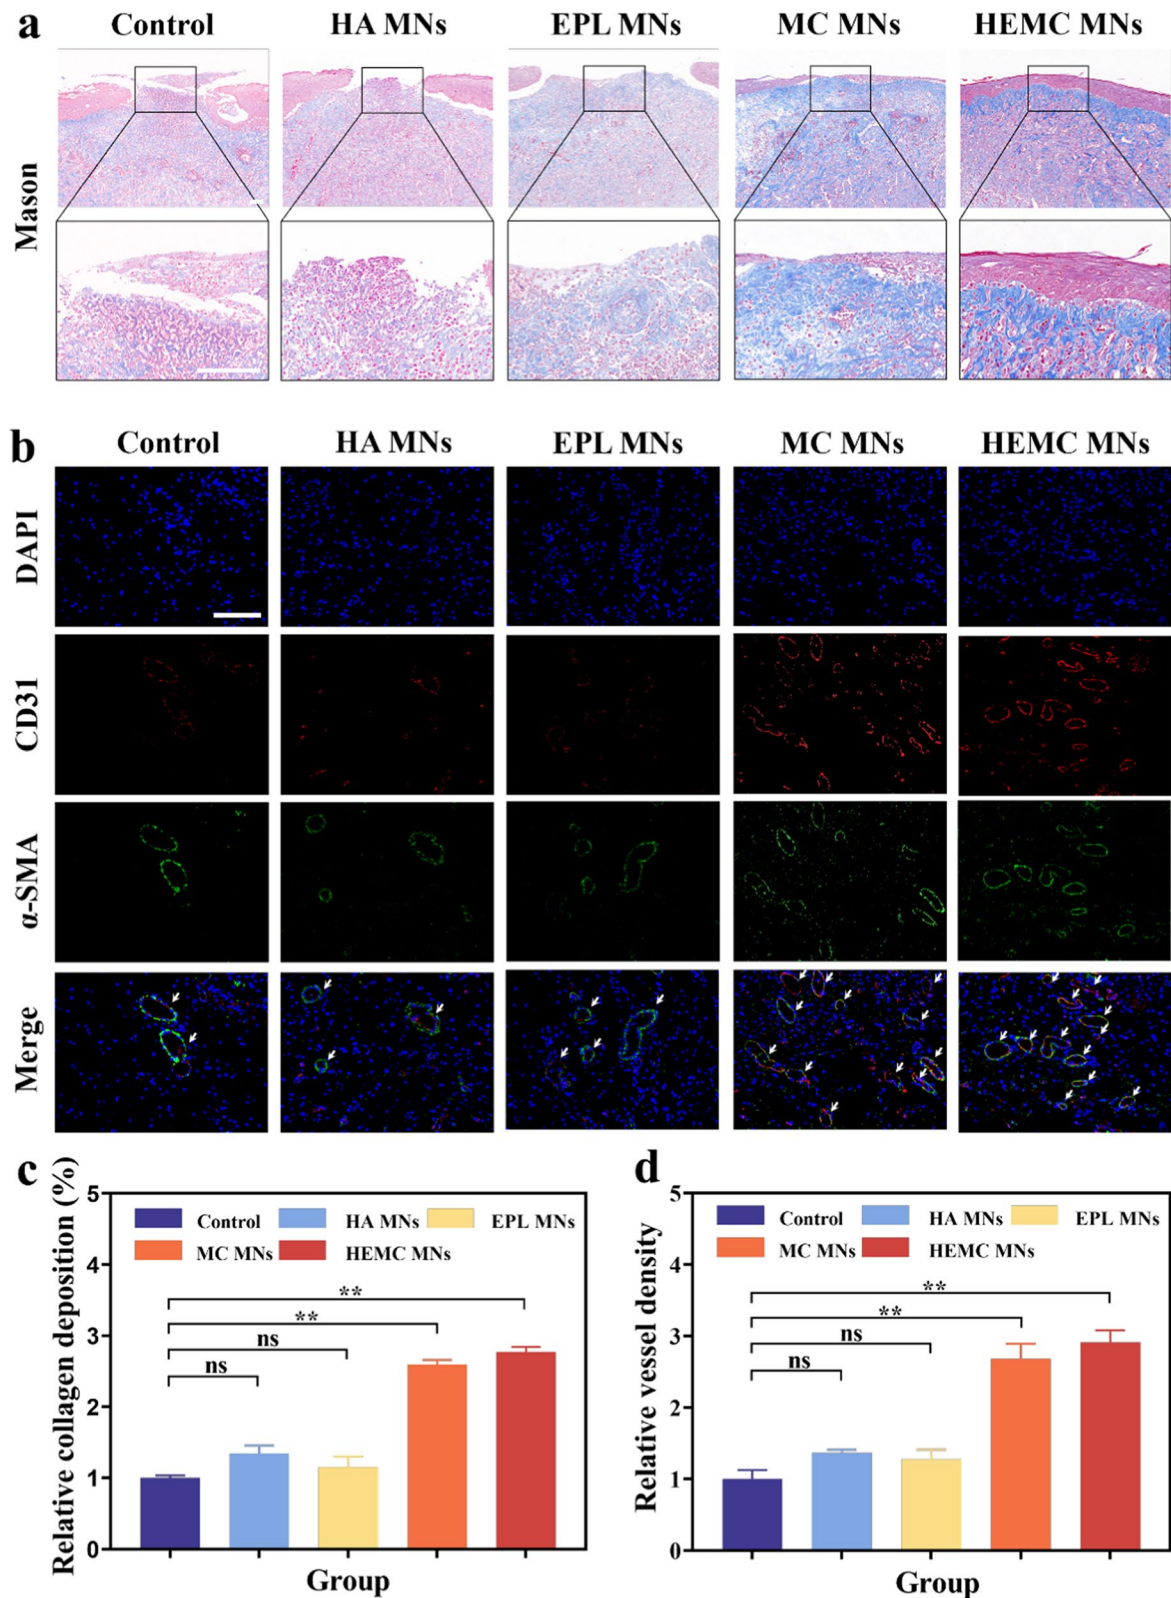 a
Control HA MNs EPL MNs MC MNs HEMC MNs
Mason
b
Control HA MNs EPL MNs MC MNs HEMC MNs
DAPI
CD31
α-SMA
Merge
c
Relative collagen deposition (%)
5
4
3
2
1
0
Control HA MNs EPL MNs
MC MNs HEMC MNs
**
**
ns
ns
Group
d
Relative vessel density
5
4
3
2
1
0
Control HA MNs EPL MNs
MC MNs HEMC MNs
**
**
ns
ns
Group